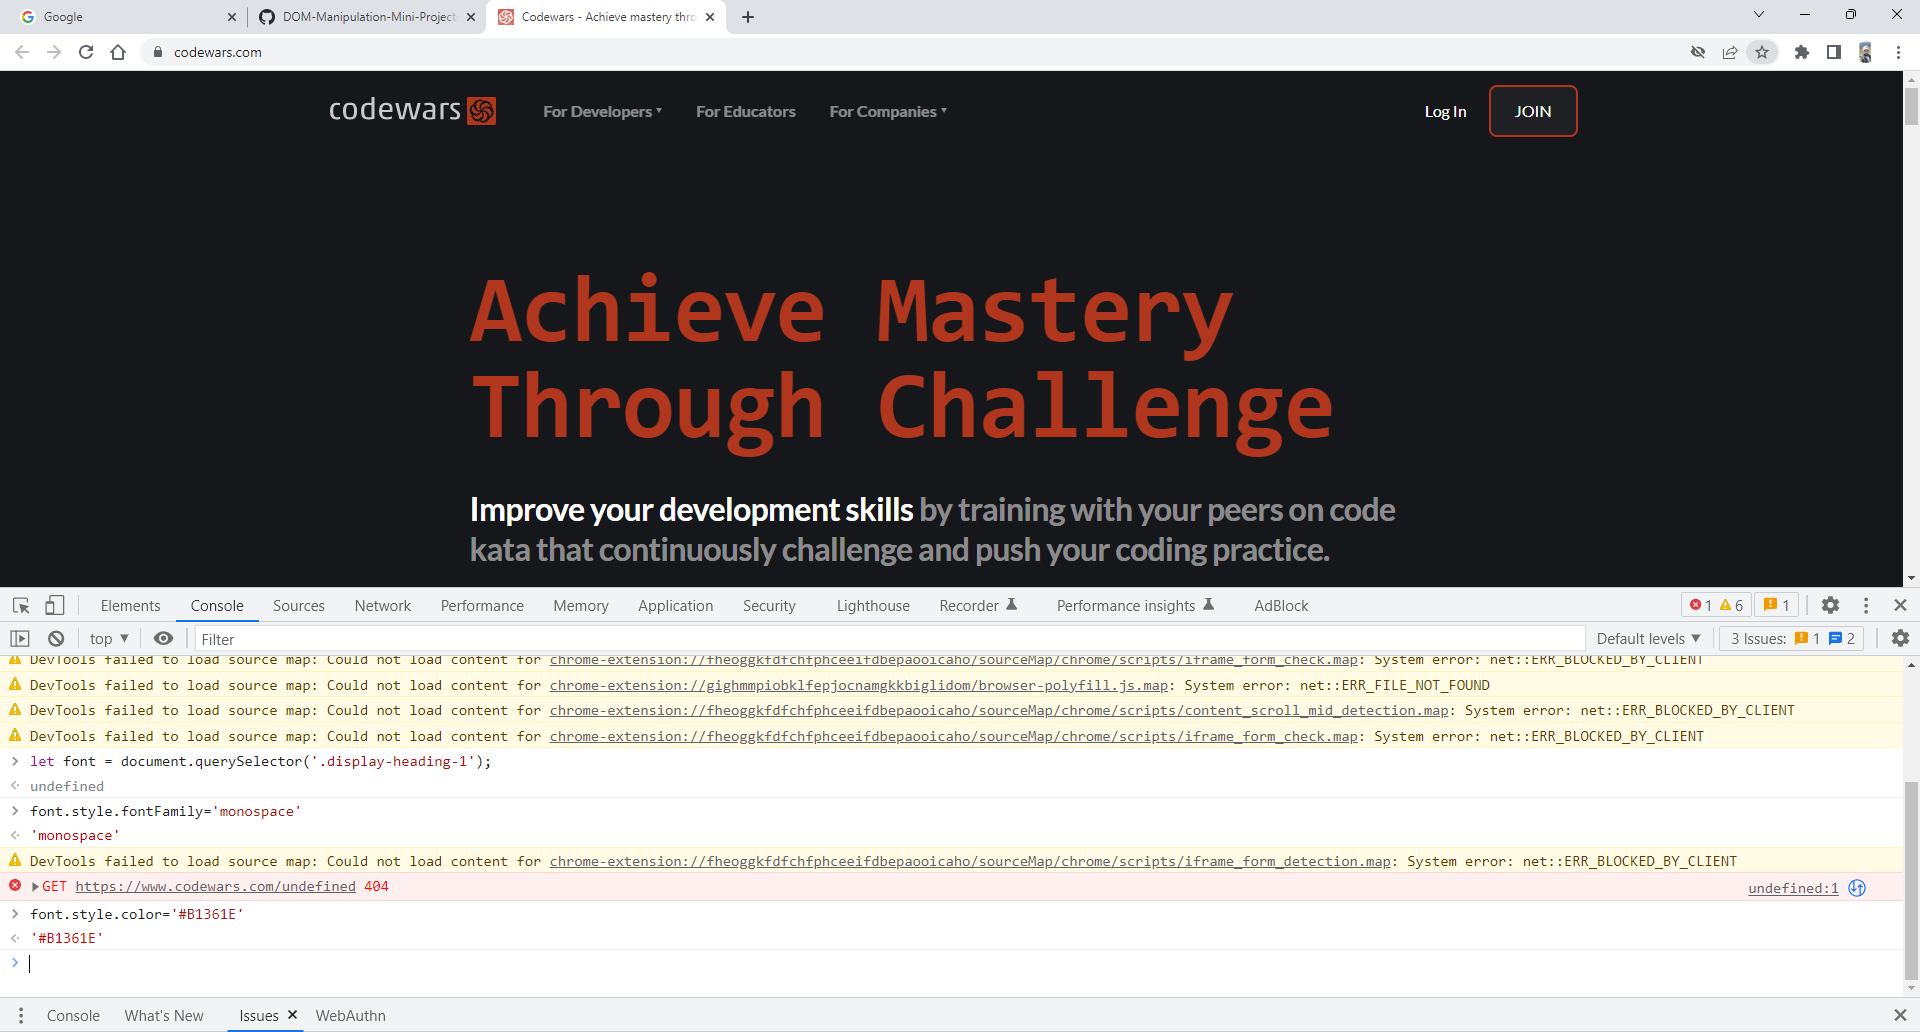 Google
DOM-Manipulation-Mini-Project
Codewars - Achieve mastery thro
codewars.com
codewars
For Developers
For Educators
For Companies
Log In
JOIN
Achieve Mastery
Through Challenge
Improve your development skills by training with your peers on code
kata that continuously challenge and push your coding practice.
Elements
Console
Sources
Network
Performance
Memory
Application
Security
Lighthouse
Recorder
Performance insights
AdBlock
1
6
1
top ▼
Filter
Default levels ▼
3 Issues: 1 2
DevTools failed to load source map: Could not load content for chrome-extension://fheoggkfdfchfphceeifdbepaooicaho/sourceMap/chrome/scripts/iframe_form_check.map: System error: net::ERR_BLOCKED_BY_CLIENT
DevTools failed to load source map: Could not load content for chrome-extension://gighmmpiobklfepjocnamgkkbiglidom/browser-polyfill.js.map: System error: net::ERR_FILE_NOT_FOUND
DevTools failed to load source map: Could not load content for chrome-extension://fheoggkfdfchfphceeifdbepaooicaho/sourceMap/chrome/scripts/content_scroll_mid_detection.map: System error: net::ERR_BLOCKED_BY_CLIENT
DevTools failed to load source map: Could not load content for chrome-extension://fheoggkfdfchfphceeifdbepaooicaho/sourceMap/chrome/scripts/iframe_form_check.map: System error: net::ERR_BLOCKED_BY_CLIENT
let font = document.querySelector('.display-heading-1');
undefined
font.style.fontFamily='monospace'
'monospace'
DevTools failed to load source map: Could not load content for chrome-extension://fheoggkfdfchfphceeifdbepaooicaho/sourceMap/chrome/scripts/iframe_form_detection.map: System error: net::ERR_BLOCKED_BY_CLIENT
GET https://www.codewars.com/undefined 404
undefined:1
font.style.color='#B1361E'
'#B1361E'
Console
What's New
Issues
WebAuthn